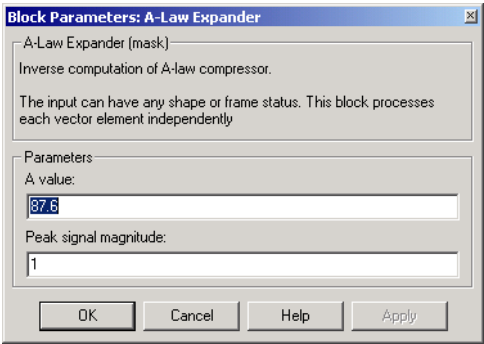 Block Parameters: A-Law Expander
A-Law Expander (mask)
Inverse computation of A-law compressor.
The input can have any shape or frame status. This block processes
each vector element independently
Parameters
A value:
87.6
Peak signal magnitude:
1
OK Cancel Help Apply